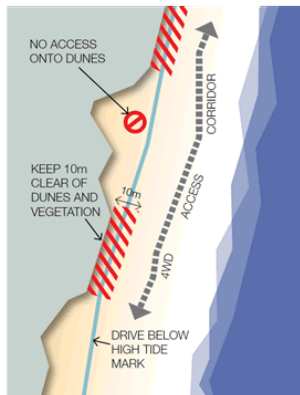 NO ACCESS
ONTO DUNES
KEEP 10m
CLEAR OF
DUNES AND
VEGETATION
10m
4WD ACCESS CORRIDOR
DRIVE BELOW
HIGH TIDE
MARK